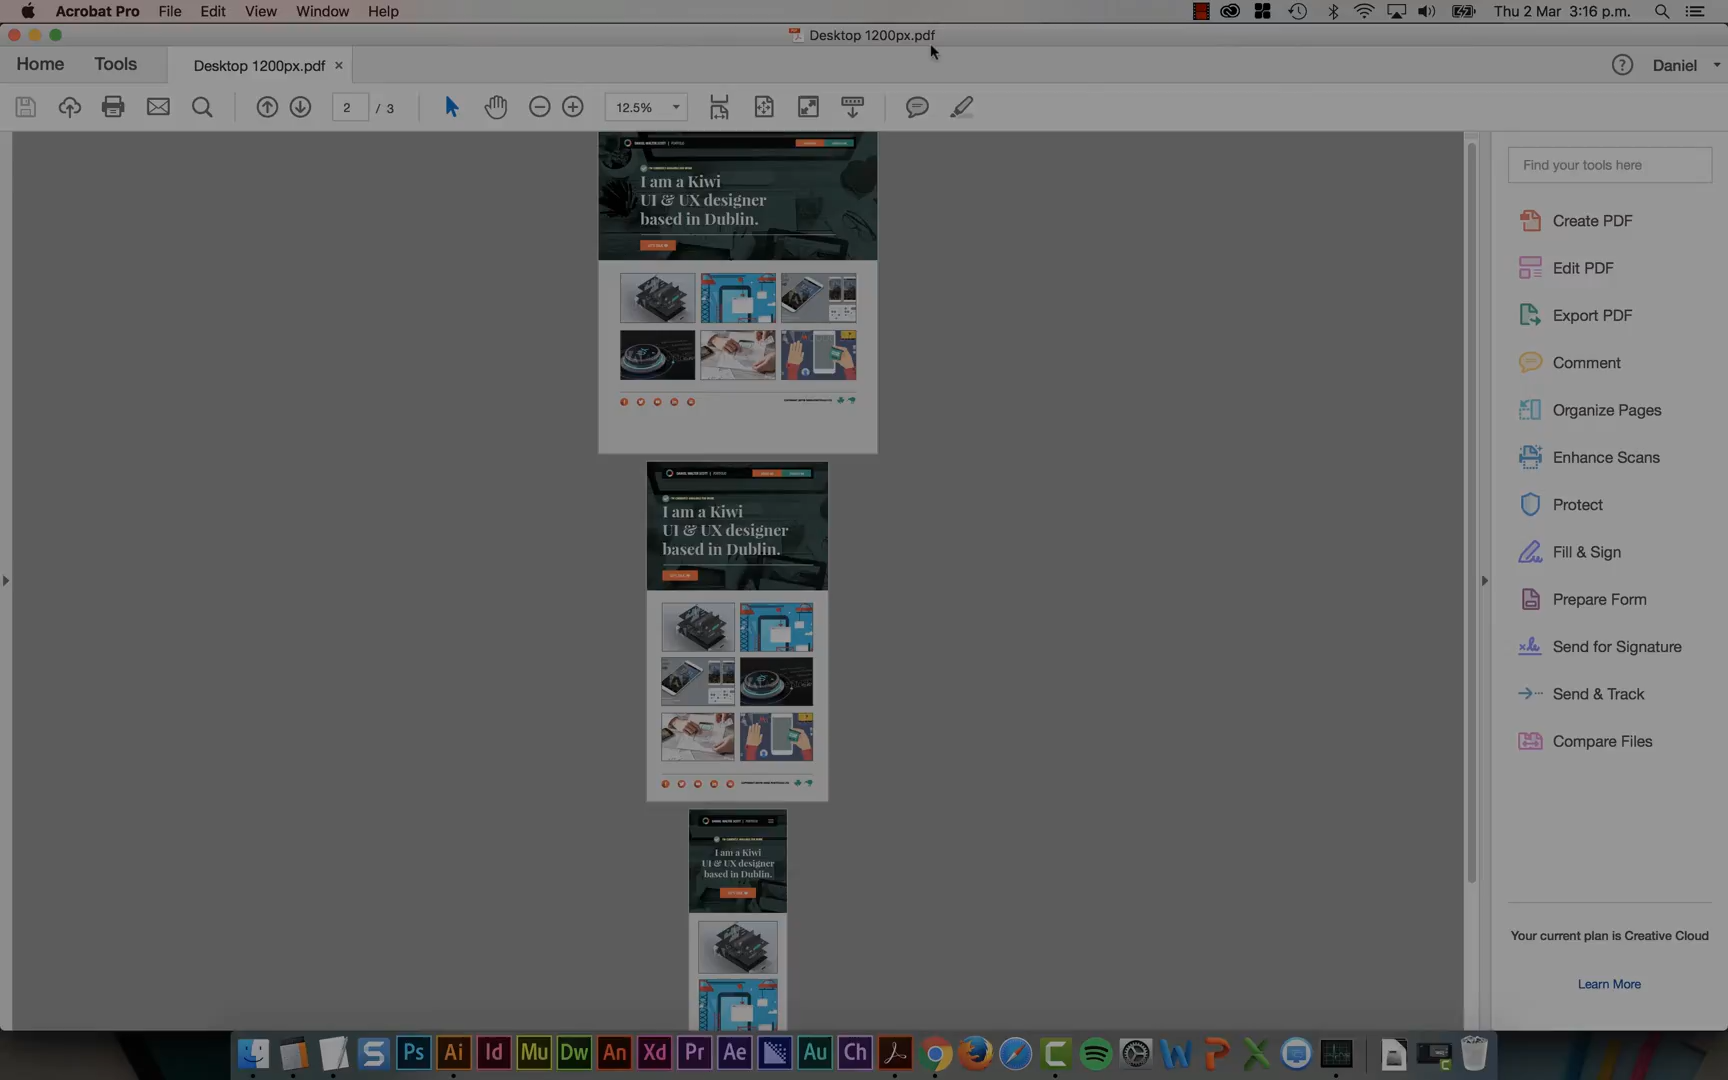 Acrobat Pro File Edit View Window Help Thu 2 Mar 3:16 p.m.
Desktop 1200px.pdf
Home Tools Desktop 1200px.pdf × Daniel
2 / 3 12.5%
Find your tools here
Create PDF
Edit PDF
Export PDF
Comment
Organize Pages
Enhance Scans
Protect
Fill & Sign
Prepare Form
Send for Signature
Send & Track
Compare Files
Your current plan is Creative Cloud
Learn More
I am a Kiwi
UI & UX designer
based in Dublin.
I am a Kiwi
UI & UX designer
based in Dublin.
I am a Kiwi
UI & UX designer
based in Dublin.
Ps Ai Id Mu Dw An Xd Pr Ae Au Ch